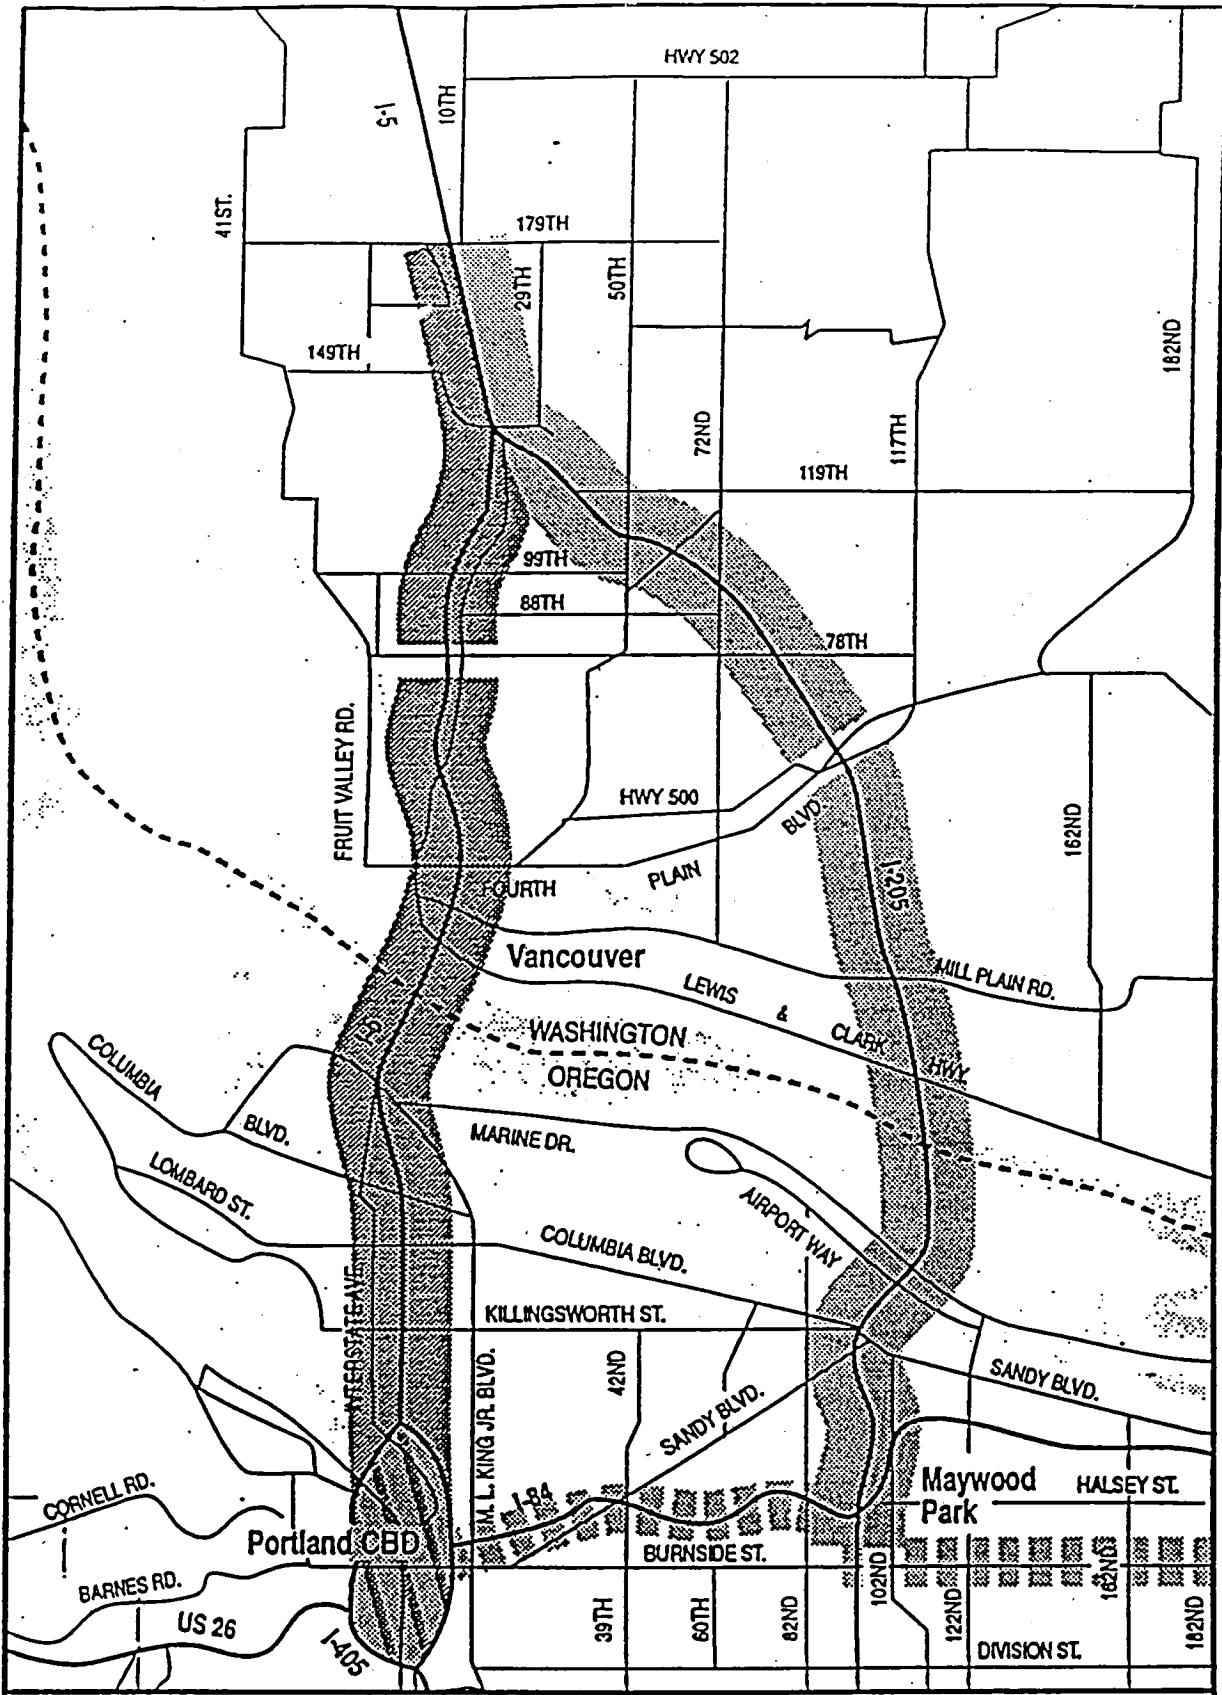 HWY 502
I-5
10TH
41ST.
179TH
29TH
50TH
149TH
182ND
72ND
117TH
119TH
99TH
88TH
78TH
FRUIT VALLEY RD.
HWY 500
BLVD.
162ND
PLAIN
FOURTH
I-205
Vancouver
MILL PLAIN RD.
LEWIS & CLARK HWY.
I-5
WASHINGTON
OREGON
COLUMBIA
BLVD.
MARINE DR.
LOMBARD ST.
AIRPORT WAY
COLUMBIA BLVD.
INTERSTATE AVE.
KILLINGSWORTH ST.
M. L. KING JR. BLVD.
42ND
SANDY BLVD.
SANDY BLVD.
Maywood
Park
HALSEY ST.
I-84
CORNELL RD.
Portland CBD
BURNSIDE ST.
BARNES RD.
US 26
I-405
39TH
60TH
82ND
102ND
122ND
162ND
182ND
DIVISION ST.